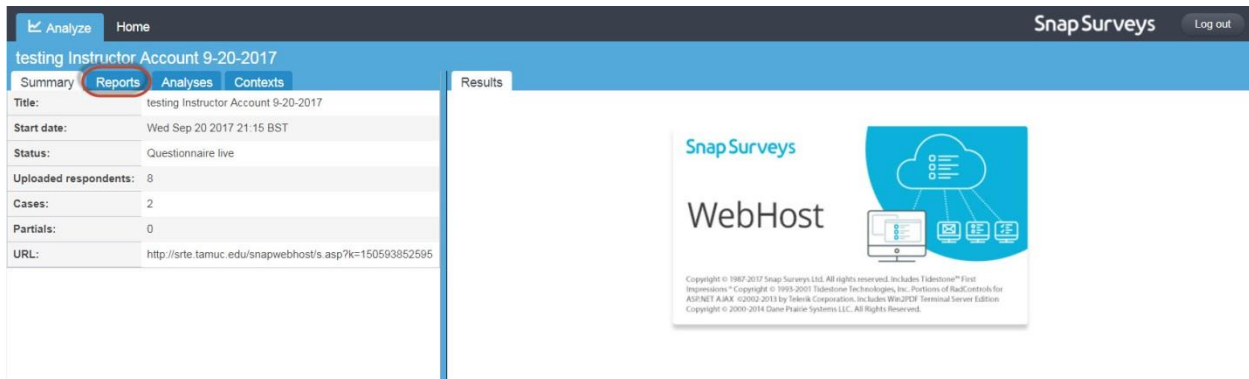 Analyze Home Snap Surveys Log out
testing Instructor Account 9-20-2017
Summary Reports Analyses Contexts Results
Title: testing Instructor Account 9-20-2017
Start date: Wed Sep 20 2017 21:15 BST
Status: Questionnaire live
Uploaded respondents: 8
Cases: 2
Partials: 0
URL: http://srte.tamuc.edu/snapwebhost/s.asp?k=150593852595
Snap Surveys
WebHost
Copyright © 1987-2017 Snap Surveys Ltd. All rights reserved. Includes Tidestone™ First
Impressions ® Copyright © 1993-2001 Tidestone Technologies, Inc. Portions of RadControls for
ASP.NET AJAX ©2002-2013 by Telerik Corporation. Includes Win2PDF Terminal Server Edition
Copyright © 2000-2014 Dane Prairie Systems LLC. All Rights Reserved.